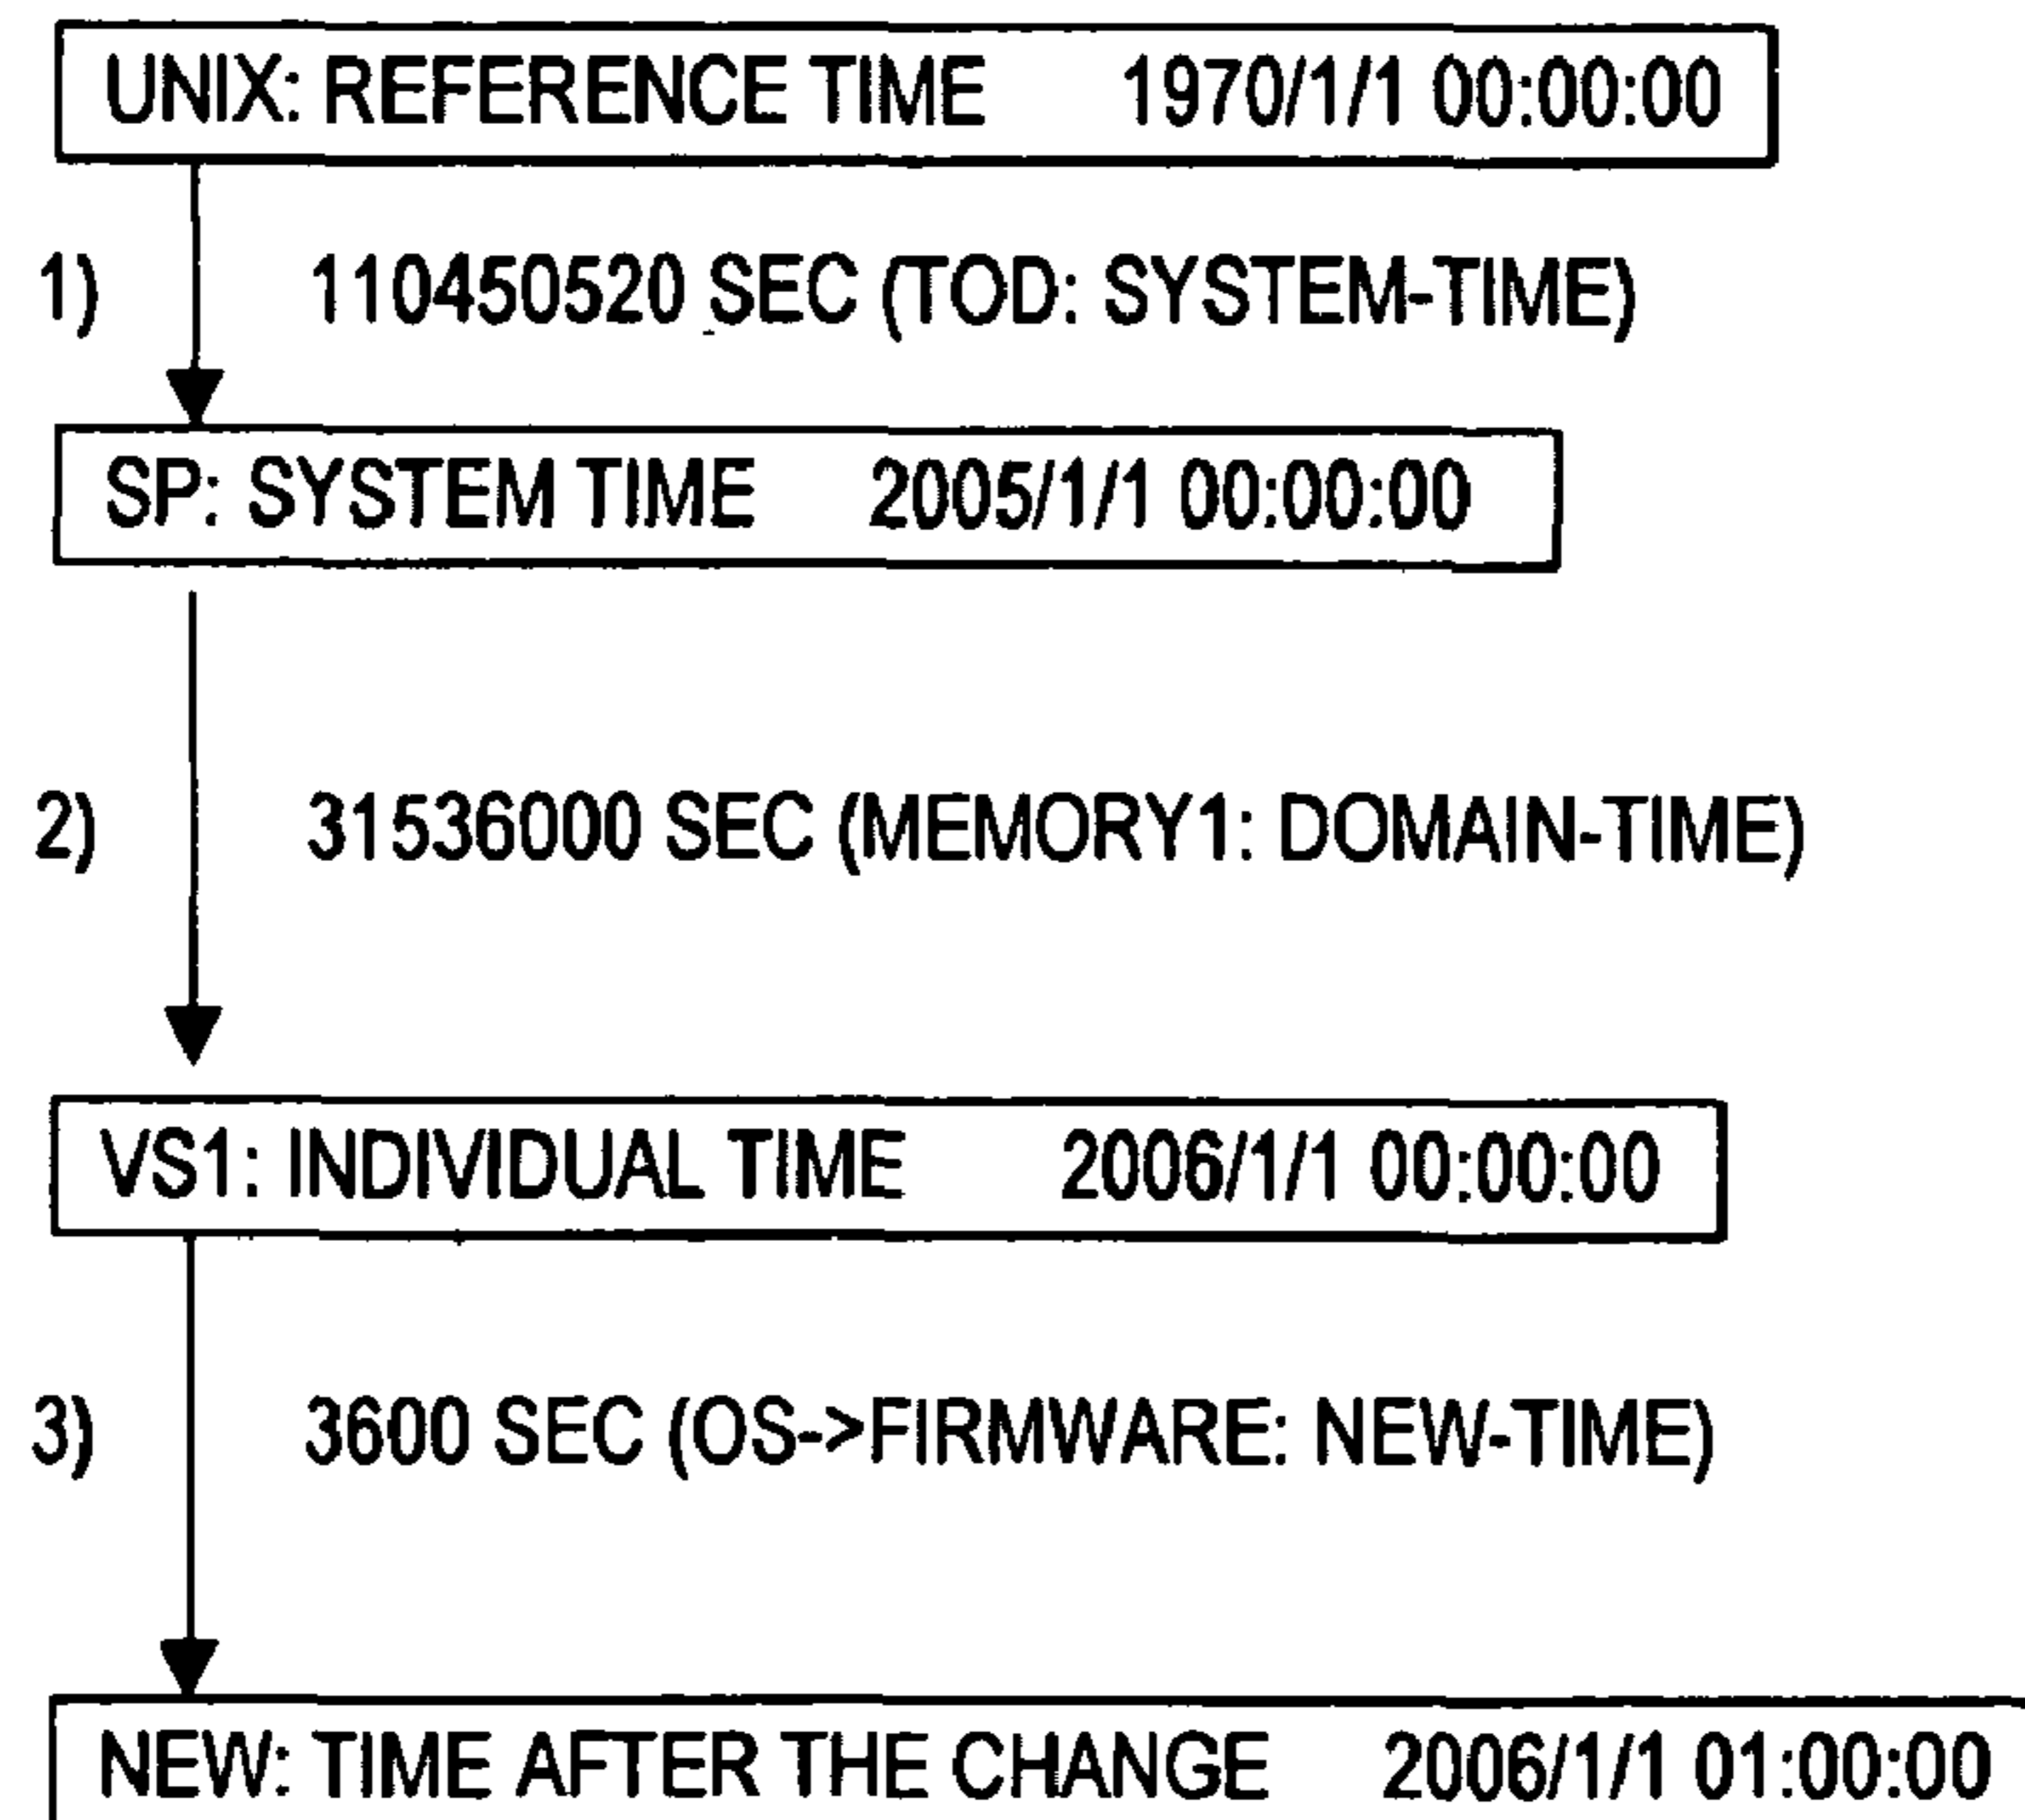 UNIX: REFERENCE TIME 1970/1/1 00:00:00
1) 110450520 SEC (TOD: SYSTEM-TIME)
SP: SYSTEM TIME 2005/1/1 00:00:00
2) 31536000 SEC (MEMORY1: DOMAIN-TIME)
VS1: INDIVIDUAL TIME 2006/1/1 00:00:00
3) 3600 SEC (OS->FIRMWARE: NEW-TIME)
NEW: TIME AFTER THE CHANGE 2006/1/1 01:00:00